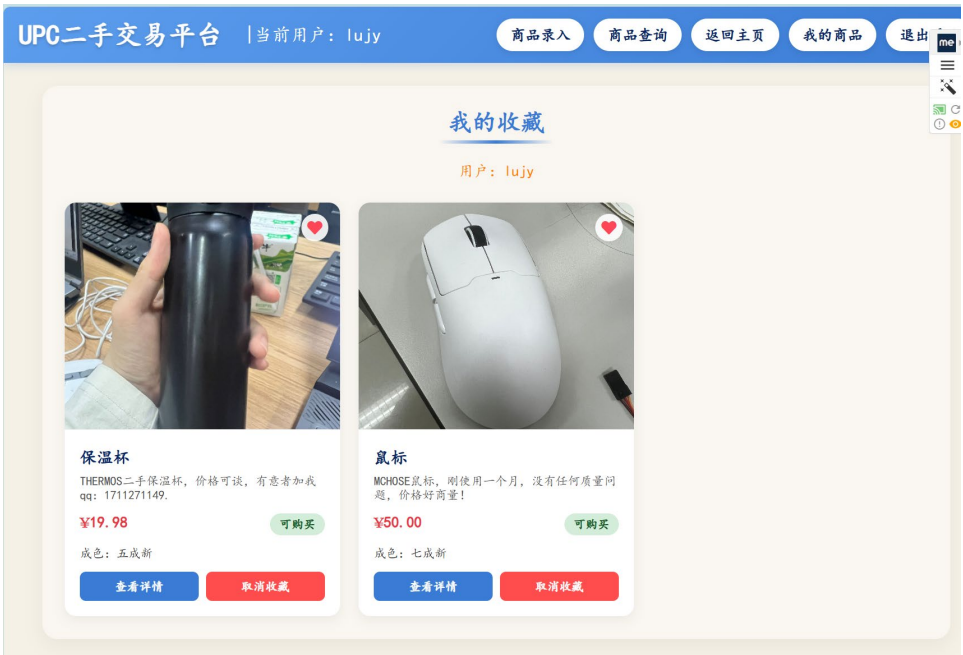 UPC二手交易平台 |当前用户: lujy 商品录入 商品查询 返回主页 我的商品 退出
me
我的收藏
用户: lujy
保温杯
THERMOS二手保温杯, 价格可谈, 有意者加我
qq: 1711271149.
¥19.98 可购买
成色: 五成新
查看详情 取消收藏
鼠标
MCHOSE鼠标, 刚使用一个月, 没有任何质量问
题, 价格好商量!
¥50.00 可购买
成色: 七成新
查看详情 取消收藏